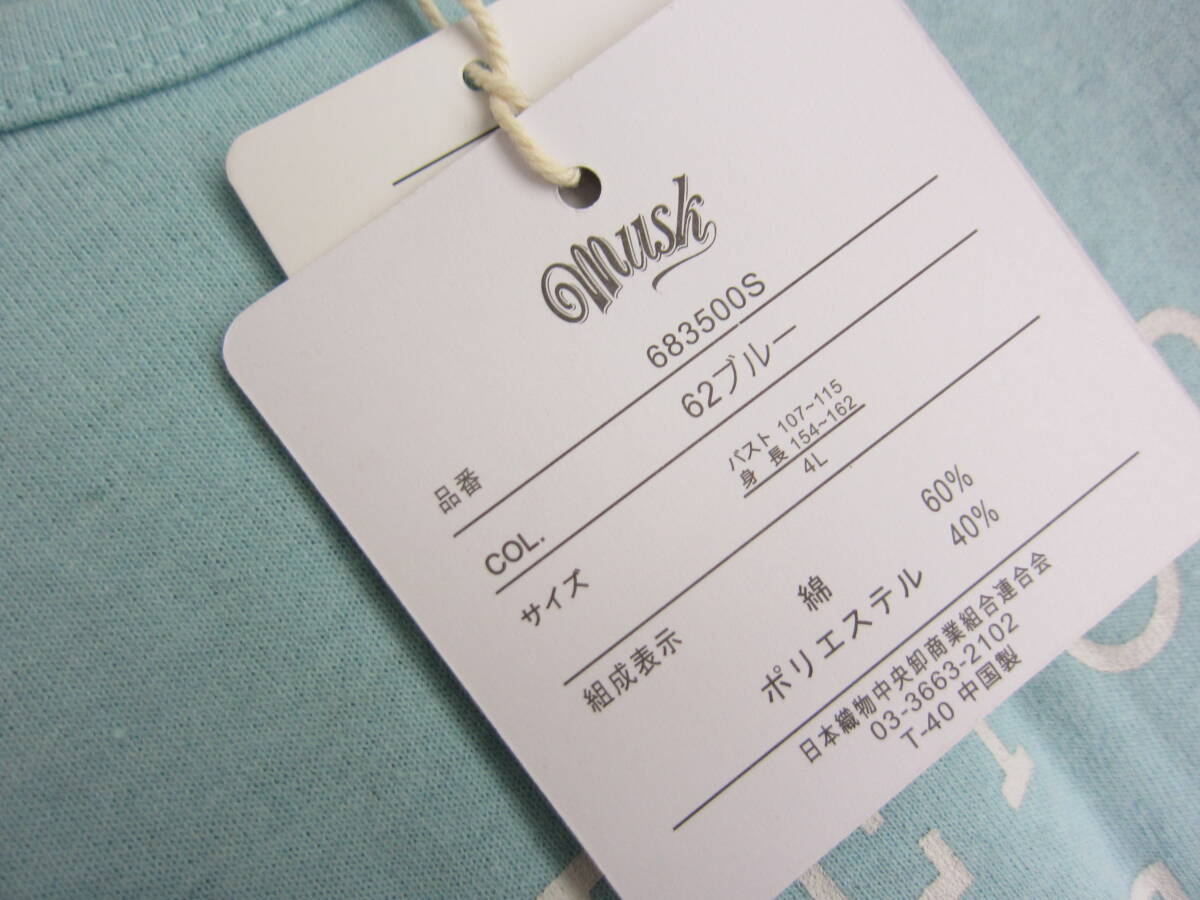 Musk
品番 683500S
COL. 62ブルー
サイズ バスト 107~115
身 長 154~162
4L
組成表示 綿 60%
ポリエステル 40%
日本織物中央卸商業組合連合会
03-3663-2102
T-40 中国製